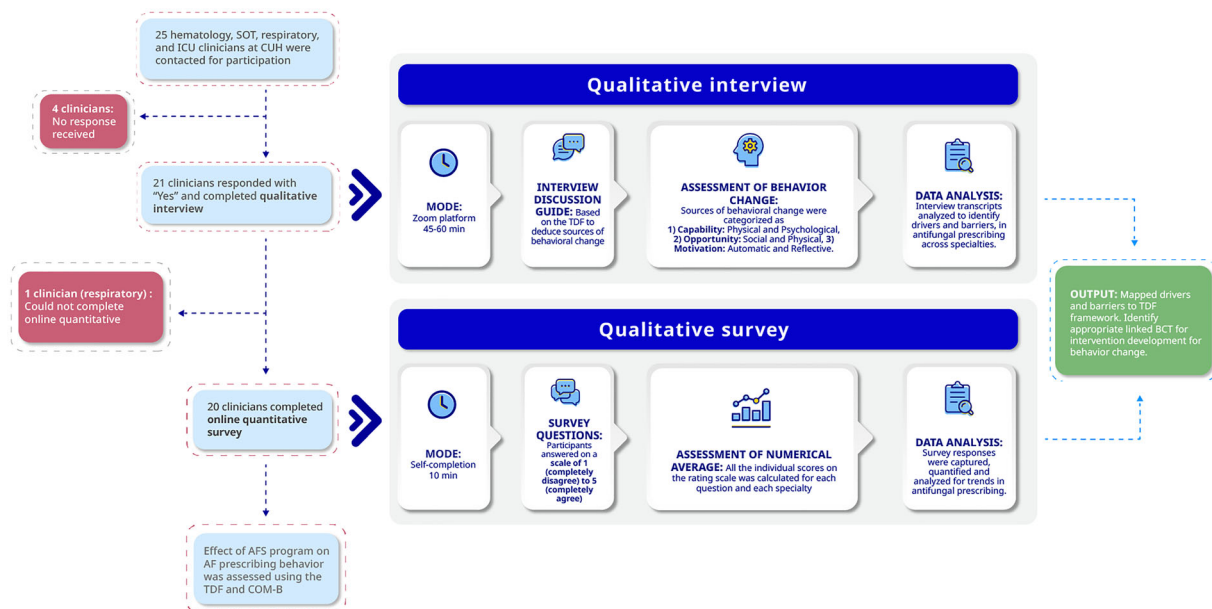 25 hematology, SOT, respiratory,
and ICU clinicians at CUH were
contacted for participation
4 clinicians:
No response
received
21 clinicians responded with
“Yes” and completed qualitative
interview
1 clinician (respiratory) :
Could not complete
online quantitative
20 clinicians completed
online quantitative
survey
Effect of AFS program on
AF prescribing behavior
was assessed using the
TDF and COM-B
Qualitative interview
MODE:
Zoom platform
45-60 min
INTERVIEW
DISCUSSION
GUIDE: Based
on the TDF to
deduce sources of
behavioral change
ASSESSMENT OF BEHAVIOR
CHANGE:
Sources of behavioral change were
categorized as
1) Capability: Physical and Psychological,
2) Opportunity: Social and Physical, 3)
Motivation: Automatic and Reflective.
DATA ANALYSIS:
Interview transcripts
analyzed to identify
drivers and barriers, in
antifungal prescribing
across specialties.
Qualitative survey
MODE:
Self-completion
10 min
SURVEY
QUESTIONS:
Participants
answered on a
scale of 1
(completely
disagree) to 5
(completely
agree)
ASSESSMENT OF NUMERICAL
AVERAGE: All the individual scores on
the rating scale was calculated for each
question and each specialty
DATA ANALYSIS:
Survey responses
were captured,
quantified and
analyzed for trends in
antifungal prescribing.
OUTPUT: Mapped drivers
and barriers to TDF
framework. Identify
appropriate linked BCT for
intervention development for
behavior change.